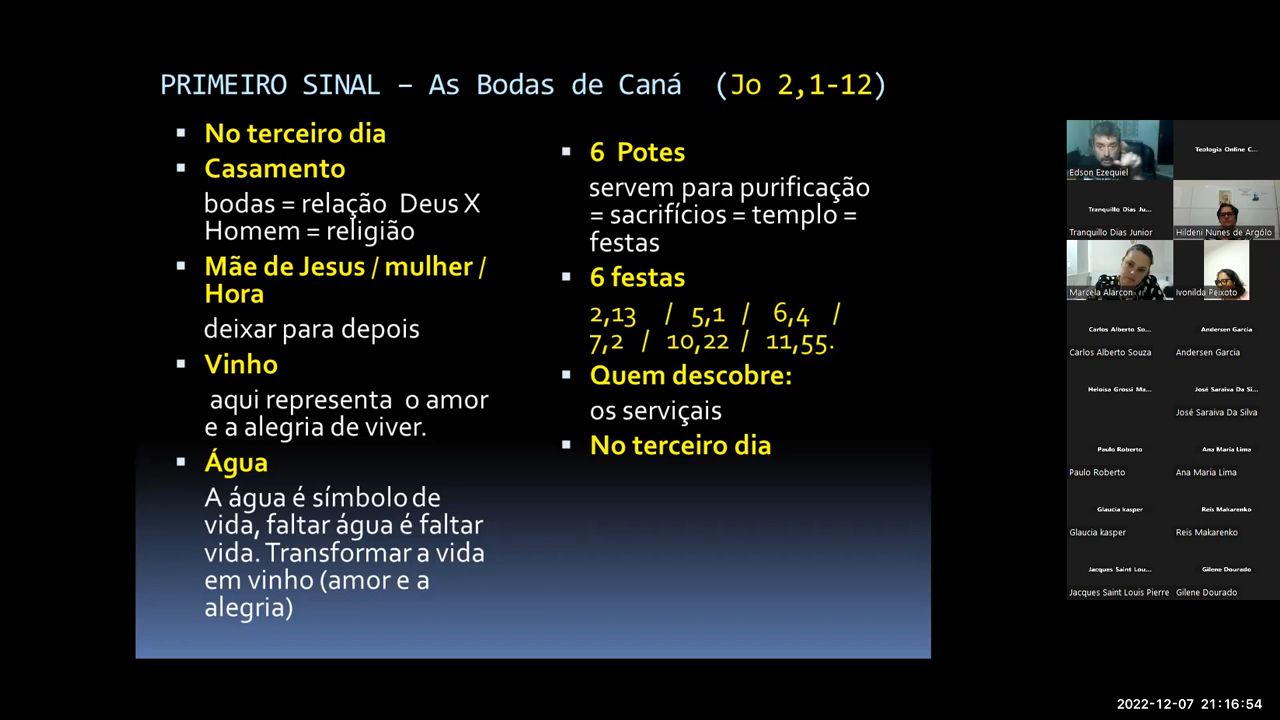 PRIMEIRO SINAL – As Bodas de Caná (Jo 2,1-12)
▪ No terceiro dia
▪ Casamento
bodas = relação Deus X
Homem = religião
▪ Mãe de Jesus / mulher /
Hora
deixar para depois
▪ Vinho
aqui representa o amor
e a alegria de viver.
▪ Água
A água é símbolo de
vida, faltar água é faltar
vida. Transformar a vida
em vinho (amor e a
alegria)
▪ 6 Potes
servem para purificação
= sacrifícios = templo =
festas
▪ 6 festas
2,13 / 5,1 / 6,4 /
7,2 / 10,22 / 11,55.
▪ Quem descobre:
os serviçais
▪ No terceiro dia
Edson Ezequiel
Teologia Online C...
Tranquillo Dias Ju...
Tranquillo Dias Junior
Hildeni Nunes de Argôlo
Marcela Alarcon
Ivonilda Peixoto
Carlos Alberto So...
Carlos Alberto Souza
Andersen Garcia
Andersen Garcia
Heloisa Grossi Ma...
José Saraiva Da Si...
José Saraiva Da Silva
Paulo Roberto
Paulo Roberto
Ana Maria Lima
Ana Maria Lima
Glaucia kasper
Glaucia kasper
Reis Makarenko
Reis Makarenko
Jacques Saint Lou...
Jacques Saint Louis Pierre
Gilene Dourado
Gilene Dourado
2022-12-07 21:16:54